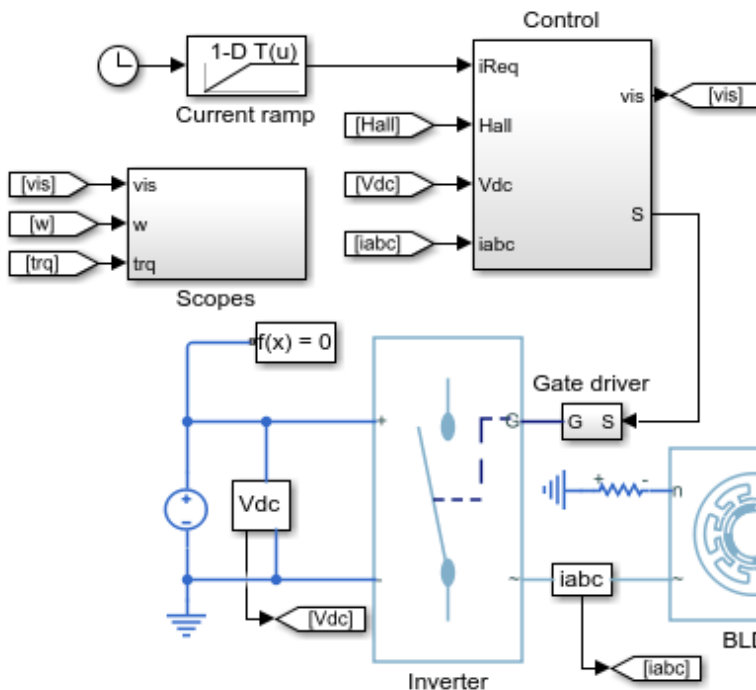 Control
1-D T(u)
Current ramp
iReq
vis
[vis]
[Hall]
Hall
[Vdc]
Vdc
S
[iabc]
iabc
[vis]
vis
[w]
w
[trq]
trq
Scopes
f(x) = 0
Gate driver
+
G
G S
Vdc
+
-
+ -
n
-
~
iabc
~
[Vdc]
BLD
[iabc]
Inverter